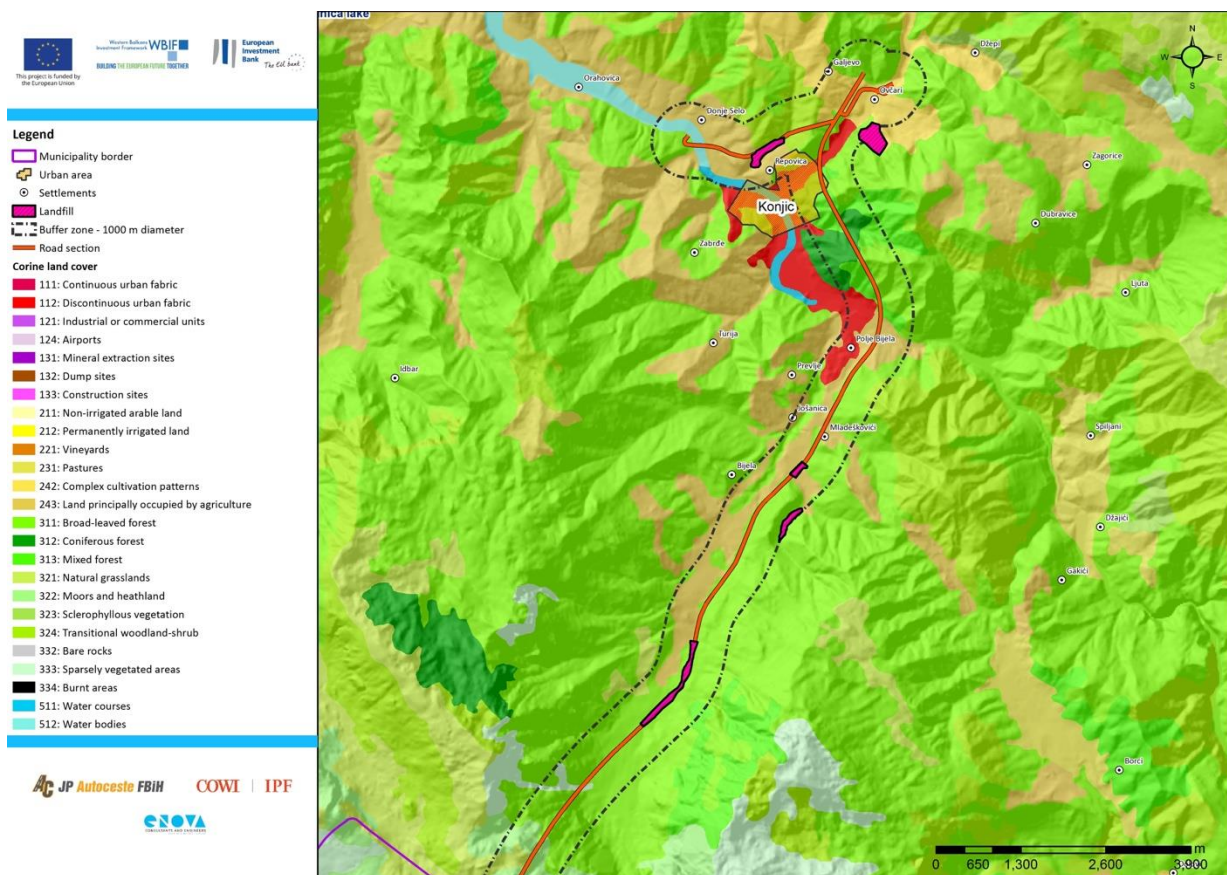 This project is funded by
the European Union
Western Balkans
Investment Framework WBIF
BUILDING THE EUROPEAN FUTURE TOGETHER
European
Investment
Bank
The EIB bank
Legend
Municipality border
Urban area
Settlements
Landfill
Buffer zone - 1000 m diameter
Road section
Corine land cover
111: Continuous urban fabric
112: Discontinuous urban fabric
121: Industrial or commercial units
124: Airports
131: Mineral extraction sites
132: Dump sites
133: Construction sites
211: Non-irrigated arable land
212: Permanently irrigated land
221: Vineyards
231: Pastures
242: Complex cultivation patterns
243: Land principally occupied by agriculture
311: Broad-leaved forest
312: Coniferous forest
313: Mixed forest
321: Natural grasslands
322: Moors and heathland
323: Sclerophyllous vegetation
324: Transitional woodland-shrub
332: Bare rocks
333: Sparsely vegetated areas
334: Burnt areas
511: Water courses
512: Water bodies
AC JP Autoceste FBiH
COWI | IPF
ENOVA
CONSULTANTS AND ENGINEERS
lake
N
W E
S
Džepi
Galjevo
Orahovica
Ovčari
Donje Selo
Zagorice
Repovica
Konjic
Dubravice
Zabrđe
Ljuta
Turija
Polje Bijela
Idbar
Prevlje
Jošanica
Mladeškovići
Spiljani
Bijela
Džajići
Gakići
Borci
m
0 650 1,300 2,600 3,900